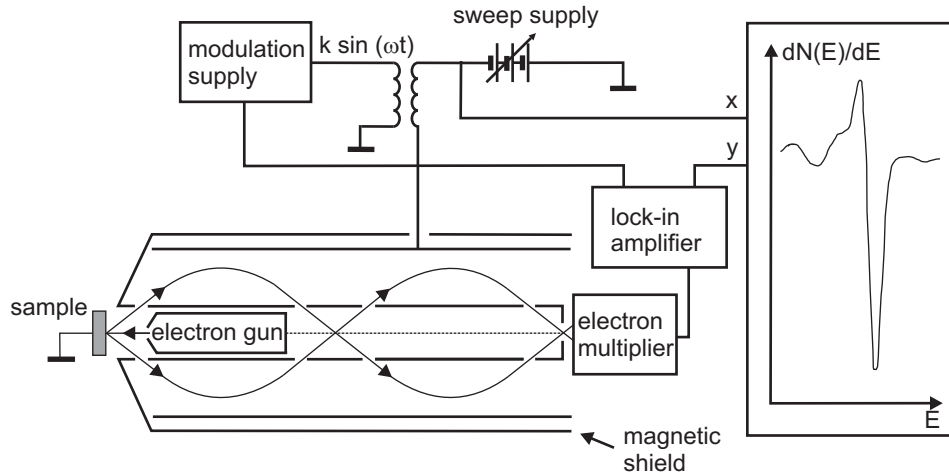 sweep supply
modulation
supply
k sin (ωt)
dN(E)/dE
x
y
lock-in
amplifier
sample
electron gun
electron
multiplier
E
magnetic
shield